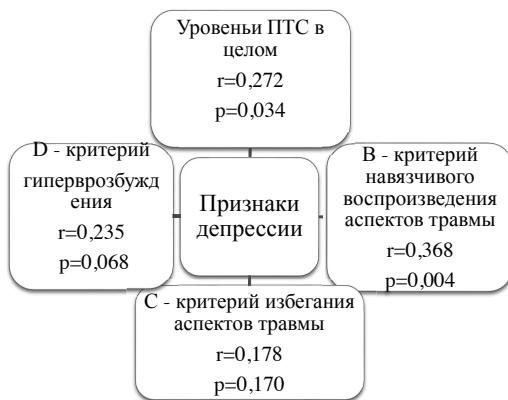 Уровеньи ПТС в
целом
r=0,272
p=0,034
D - критерий
гиперврозбужд
ения
r=0,235
p=0,068
Признаки
депрессии
B - критерий
навязчивого
воспроизведения
аспектов травмы
r=0,368
p=0,004
C - критерий избегания
аспектов травмы
r=0,178
p=0,170